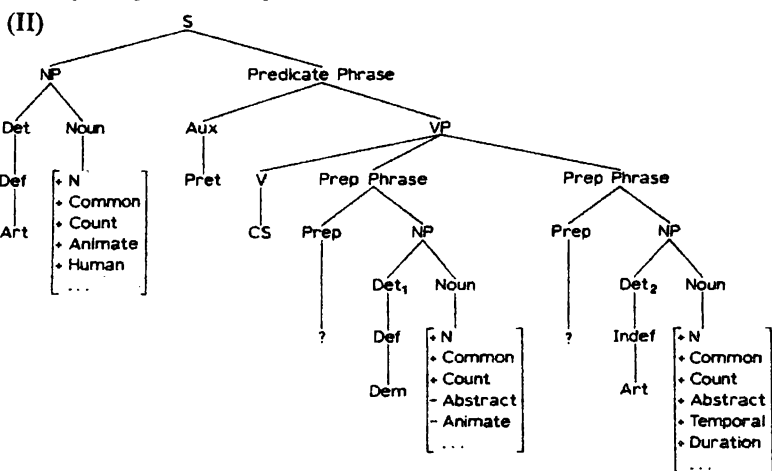 (II)
S
NP Predicate Phrase
Det Noun Aux VP
Def + N Pret V Prep Phrase Prep Phrase
+ Common
Art + Count CS Prep NP Prep NP
+ Animate
+ Human Det₁ Noun Det₂ Noun
...
? Def + N ? Indef + N
+ Common + Common
Dem + Count Art + Count
- Abstract + Abstract
- Animate + Temporal
... + Duration
...